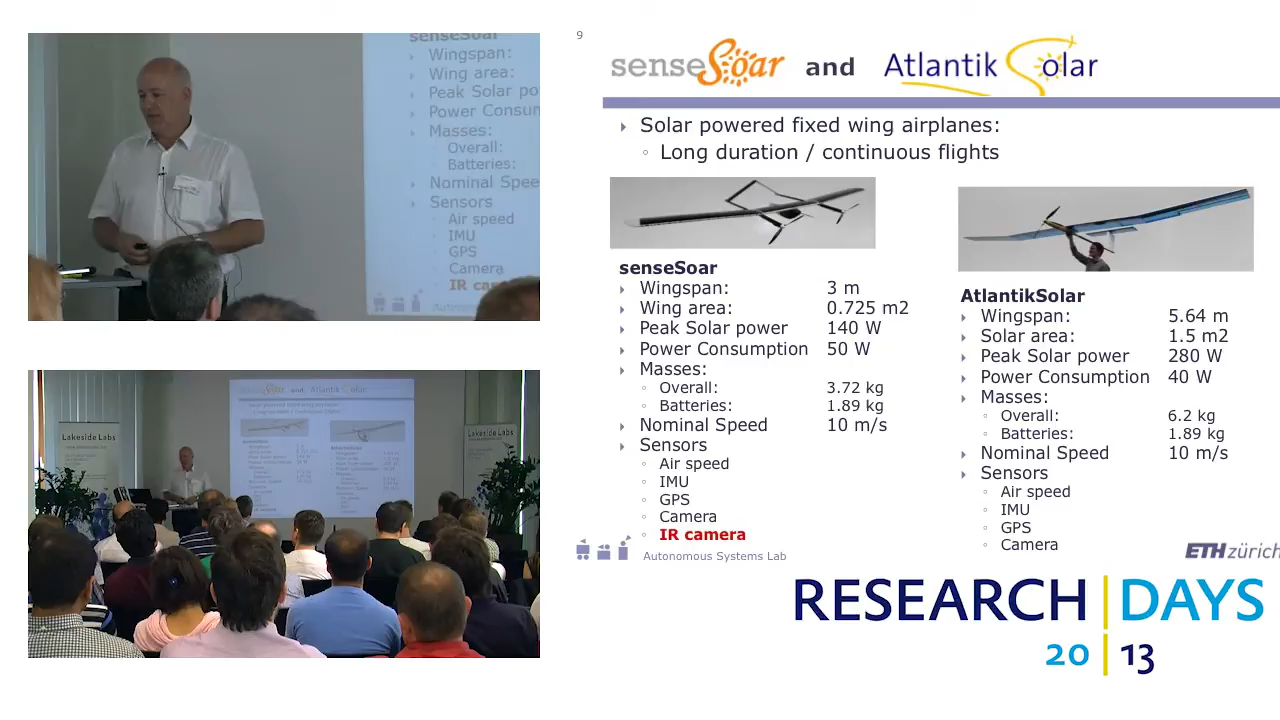 senseSoar
Wingspan:
Wing area:
Peak Solar po
Power Consum
Masses:
Overall:
Batteries:
Nominal Spee
Sensors
Air speed
IMU
GPS
Camera
IR cam
Autonomous
Lakeside Labs
senseSoar and AtlantikSolar
Lakeside Labs
9
senseSoar and AtlantikSolar
Solar powered fixed wing airplanes:
Long duration / continuous flights
senseSoar
Wingspan: 3 m
Wing area: 0.725 m2
Peak Solar power 140 W
Power Consumption 50 W
Masses:
Overall: 3.72 kg
Batteries: 1.89 kg
Nominal Speed 10 m/s
Sensors
Air speed
IMU
GPS
Camera
IR camera
AtlantikSolar
Wingspan: 5.64 m
Solar area: 1.5 m2
Peak Solar power 280 W
Power Consumption 40 W
Masses:
Overall: 6.2 kg
Batteries: 1.89 kg
Nominal Speed 10 m/s
Sensors
Air speed
IMU
GPS
Camera
Autonomous Systems Lab
ETH zürich
RESEARCH DAYS
20 13